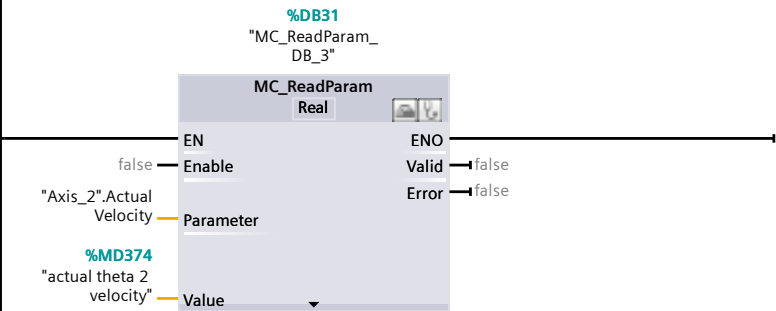 %DB31
"MC_ReadParam_
DB_3"
MC_ReadParam
Real
EN
ENO
false
Enable
Valid
false
Error
false
"Axis_2".Actual
Velocity
Parameter
%MD374
"actual theta 2
velocity"
Value